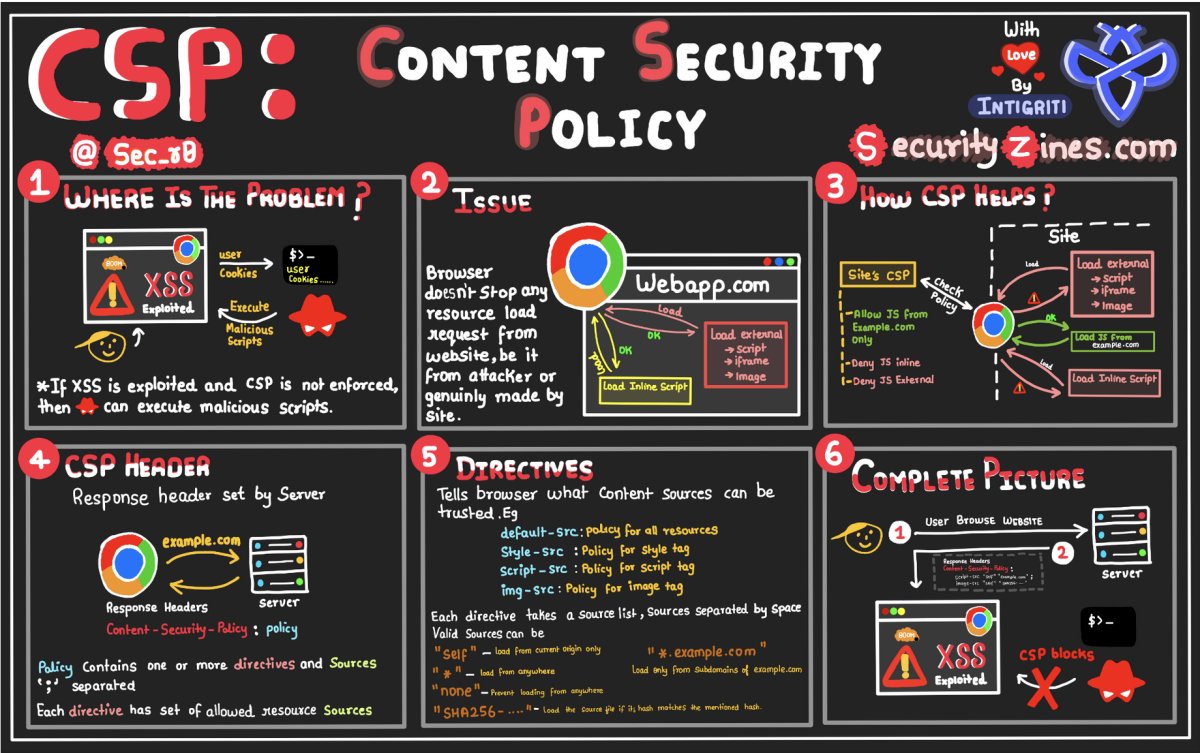 CSP:
CONTENT SECURITY
POLICY
@ Sec_r0
With
Love
By
INTIGRITI
SecurityZines.com
1
WHERE IS THE PROBLEM?
BOOM
XSS
Exploited
user
Cookies
$>_
user
Cookies......
Execute
Malicious
Scripts
*If XSS is exploited and CSP is not enforced,
then can execute malicious scripts.
2
ISSUE
Browser
doesn't stop any
resource load
request from
website, be it
from attacker or
genuinly made by
site.
Webapp.com
Load
OK
OK
Load
Load Inline Script
Load external
→ Script
→ iframe
→ Image
3
HOW CSP HELPS?
Site
Site's CSP
Check
Policy
- Allow JS from
Example.com
only
- Deny JS inline
- Deny JS External
Load
Load external
→ Script
→ iframe
→ Image
OK
Load JS from
example.com
Load
Load Inline Script
4
CSP HEADER
Response header set by Server
example.com
Response Headers
SERVER
Content-Security-Policy : policy
Policy contains one or more directives and Sources
';' separated
Each directive has set of allowed resource Sources
5
DIRECTIVES
Tells browser what content sources can be
trusted. Eg
default-src: policy for all resources
Style-src : Policy for style tag
Script-src : Policy for script tag
img-src : Policy for image tag
Each directive takes a source list, Sources separated by space
Valid Sources can be
"Self" - load from current origin only
"*" - load from anywhere
"none" - Prevent loading from anywhere
"SHA256-....." - Load the source file if its hash matches the mentioned hash.
"*.example.com"
Load only from Subdomains of example.com
6
COMPLETE PICTURE
1
USER BROWSE WEBSITE
2
SERVER
Response Headers
Content-Security-Policy:
script-src "self" "example.com" ;
BOOM
XSS
Exploited
$>_
CSP blocks